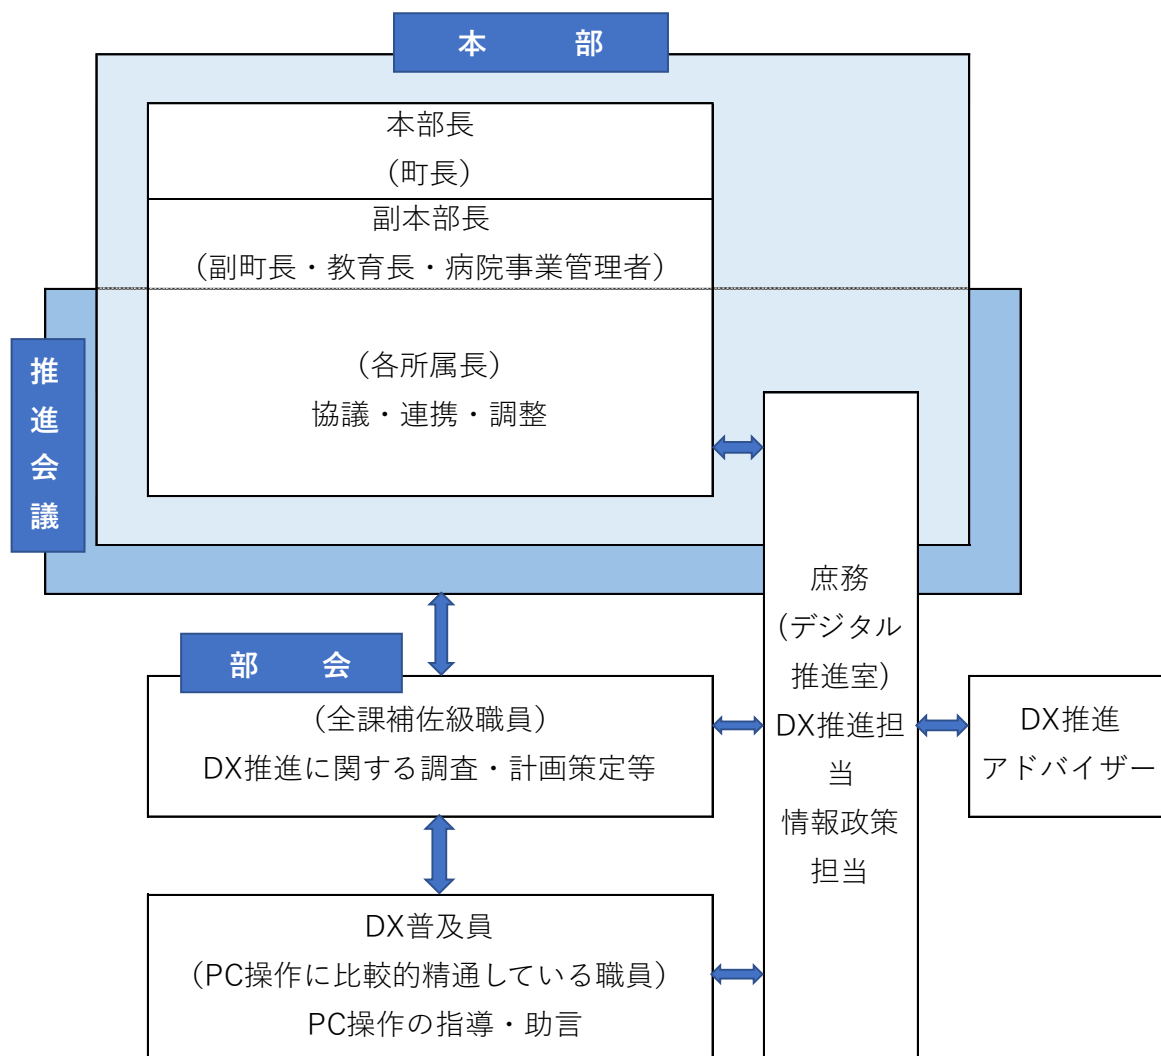 本　　部
本部長
（町長）
副本部長
（副町長・教育長・病院事業管理者）
推進会議
（各所属長）
協議・連携・調整
部　　会
（全課補佐級職員）
DX推進に関する調査・計画策定等
DX普及員
（PC操作に比較的精通している職員）
PC操作の指導・助言
庶務
（デジタル
推進室）
DX推進担
当
情報政策
担当
DX推進
アドバイザー